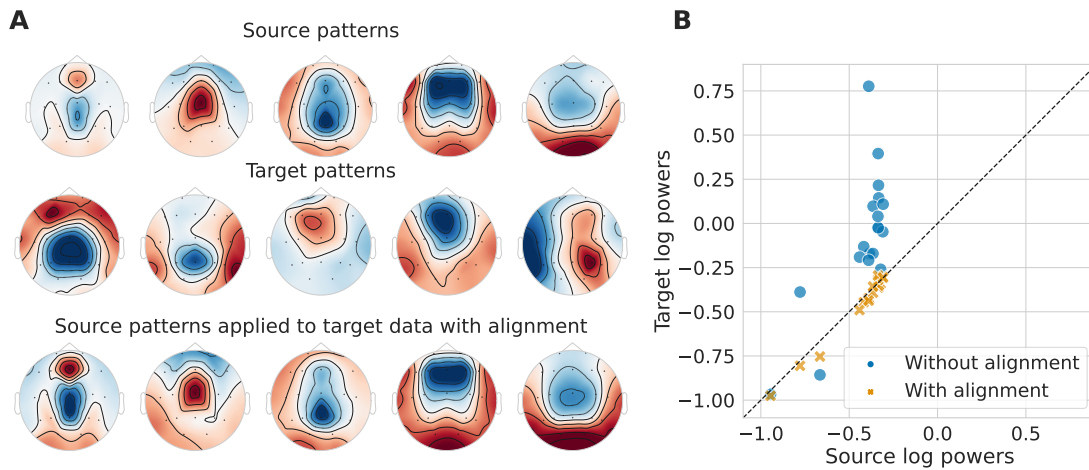 A
Source patterns
Target patterns
Source patterns applied to target data with alignment
B
Target log powers
0.75
0.50
0.25
0.00
−0.25
−0.50
−0.75
−1.00
Without alignment
With alignment
−1.0
−0.5
0.0
0.5
Source log powers